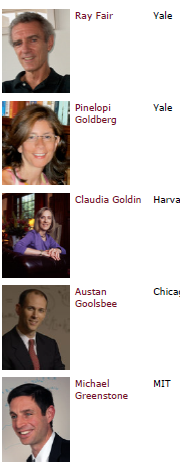 Ray Fair Yale
Pinelopi Yale
Goldberg
Claudia Goldin Harva
Austan Chicag
Goolsbee
Michael MIT
Greenstone